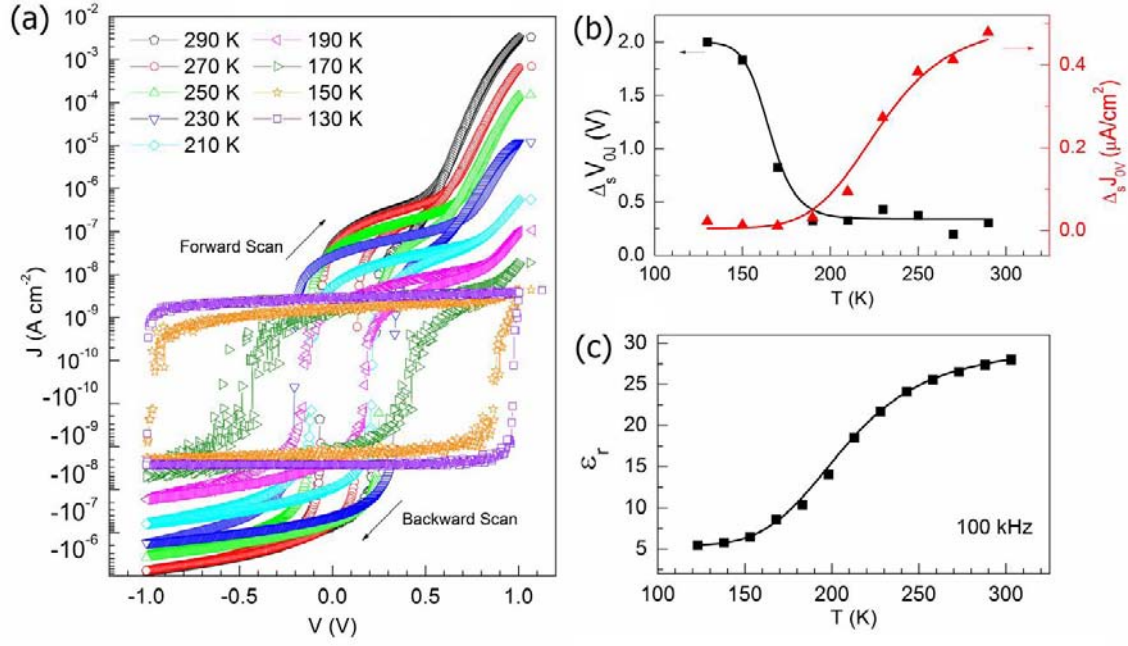 (a)
10⁻²
10⁻³
10⁻⁴
10⁻⁵
10⁻⁶
10⁻⁷
10⁻⁸
10⁻⁹
10⁻¹⁰
-10⁻¹⁰
-10⁻⁹
-10⁻⁸
-10⁻⁷
-10⁻⁶
J (A cm⁻²)
290 K 190 K
270 K 170 K
250 K 150 K
230 K 130 K
210 K
Forward Scan
Backward Scan
-1.0 -0.5 0.0 0.5 1.0
V (V)
(b)
2.0
1.5
1.0
0.5
0.0
ΔₛV₀J (V)
0.4
0.2
0.0
ΔₛJ₀V (μA/cm²)
100 150 200 250 300
T (K)
(c)
30
25
20
15
10
5
εᵣ
100 kHz
100 150 200 250 300
T (K)